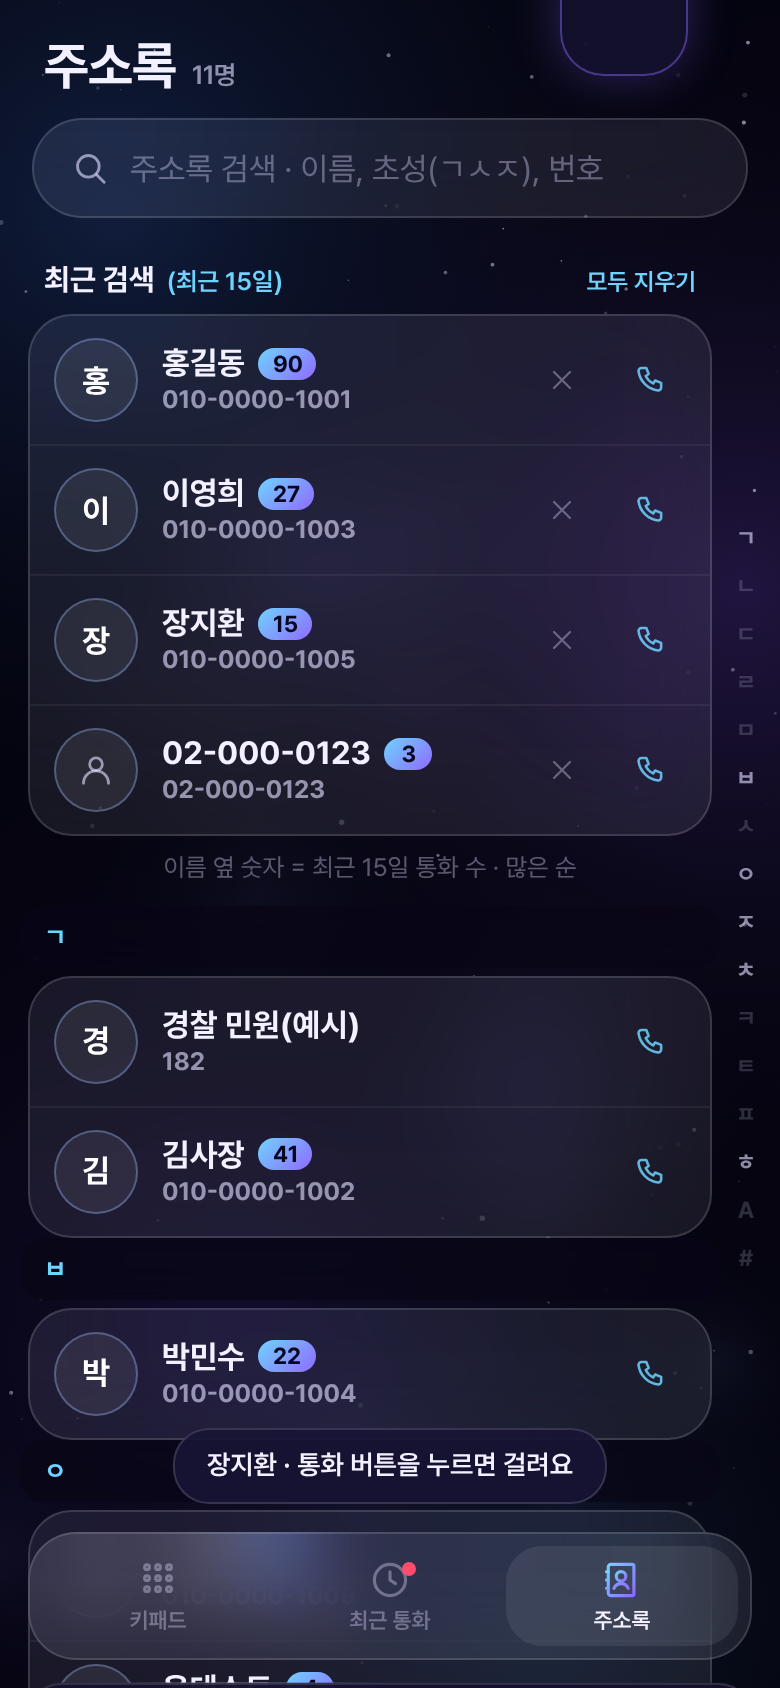 주소록 11명
주소록 검색 · 이름, 초성(ㄱㅅㅈ), 번호
최근 검색 (최근 15일) 모두 지우기
홍 홍길동 90
010-0000-1001
이 이영희 27
010-0000-1003
장 장지환 15
010-0000-1005
02-000-0123 3
02-000-0123
이름 옆 숫자 = 최근 15일 통화 수 · 많은 순
ㄱ
경 경찰 민원(예시)
182
김 김사장 41
010-0000-1002
ㅂ
박 박민수 22
010-0000-1004
ㅇ
장지환 · 통화 버튼을 누르면 걸려요
키패드 최근 통화 주소록
ㄱ
ㄴ
ㄷ
ㄹ
ㅁ
ㅂ
ㅅ
ㅇ
ㅈ
ㅊ
ㅋ
ㅌ
ㅍ
ㅎ
A
#